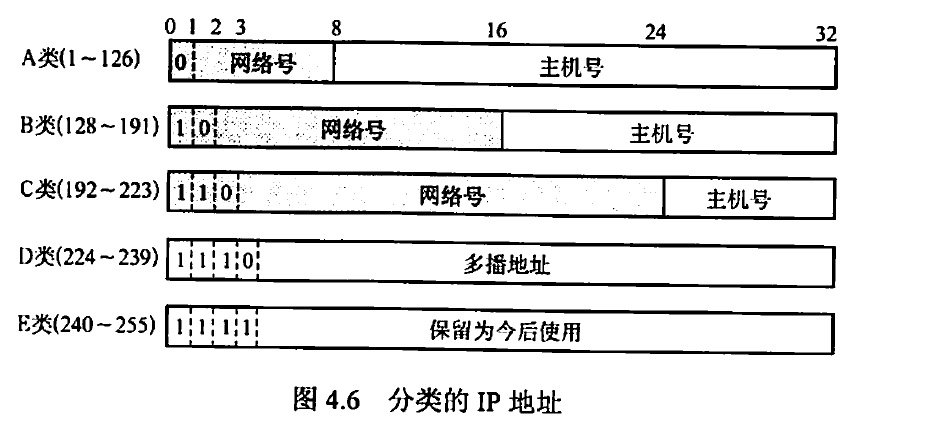 0 1 2 3 8 16 24 32
A类(1~126) 0 网络号 主机号
B类(128~191) 1 0 网络号 主机号
C类(192~223) 1 1 0 网络号 主机号
D类(224~239) 1 1 1 0 多播地址
E类(240~255) 1 1 1 1 保留为今后使用
图 4.6 分类的 IP 地址